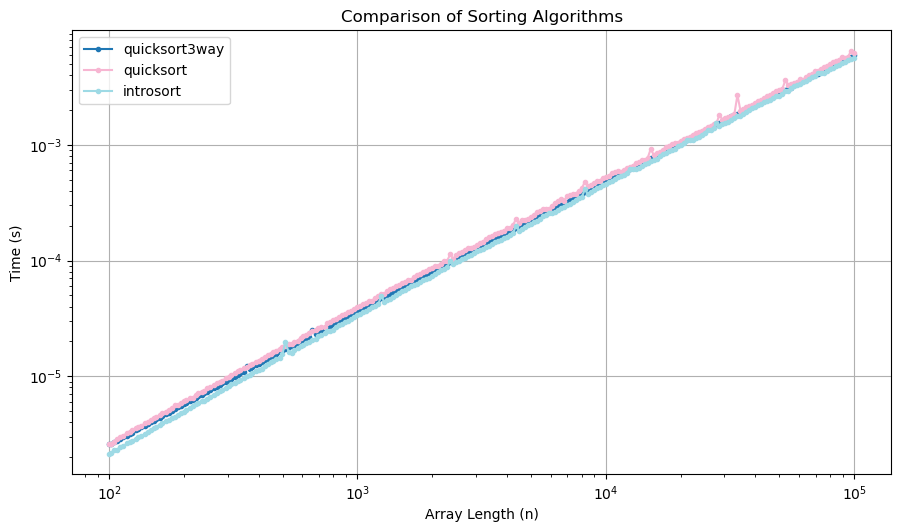 Comparison of Sorting Algorithms
quicksort3way
quicksort
introsort
Time (s)
10⁻³
10⁻⁴
10⁻⁵
10²
10³
10⁴
10⁵
Array Length (n)